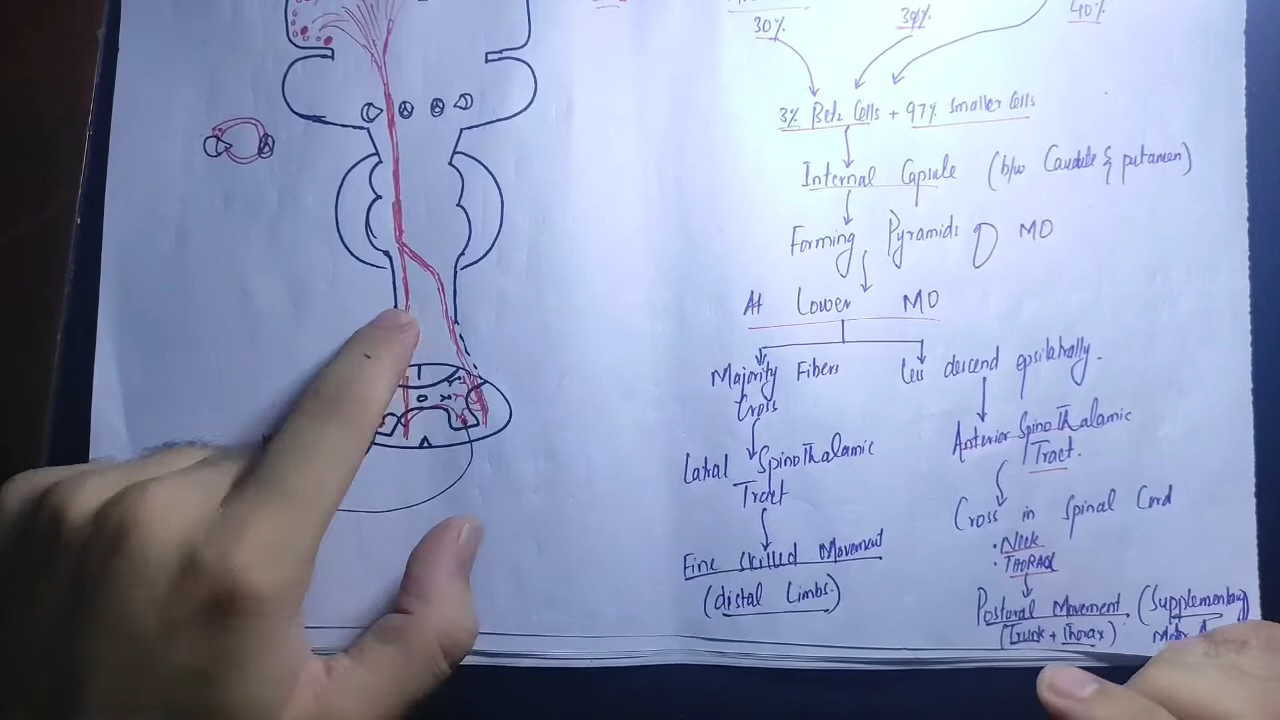 30% 30% 40%
3% Betz Cells + 97% Smaller Cells
Internal Capsule (b/w Caudate & putamen)
Forming Pyramids MO
At Lower MO
Majority Fibers
Cross
Less descend epsilatrally.
Latral SpinoThalamic
Tract
Anterior SpinoThalamic
Tract.
Cross in Spinal Cord
• Neck
• THORAX
Fine skilled Movement
(distal Limbs.)
Postural Movement. (Supplementary
(Trunk + Thorax)